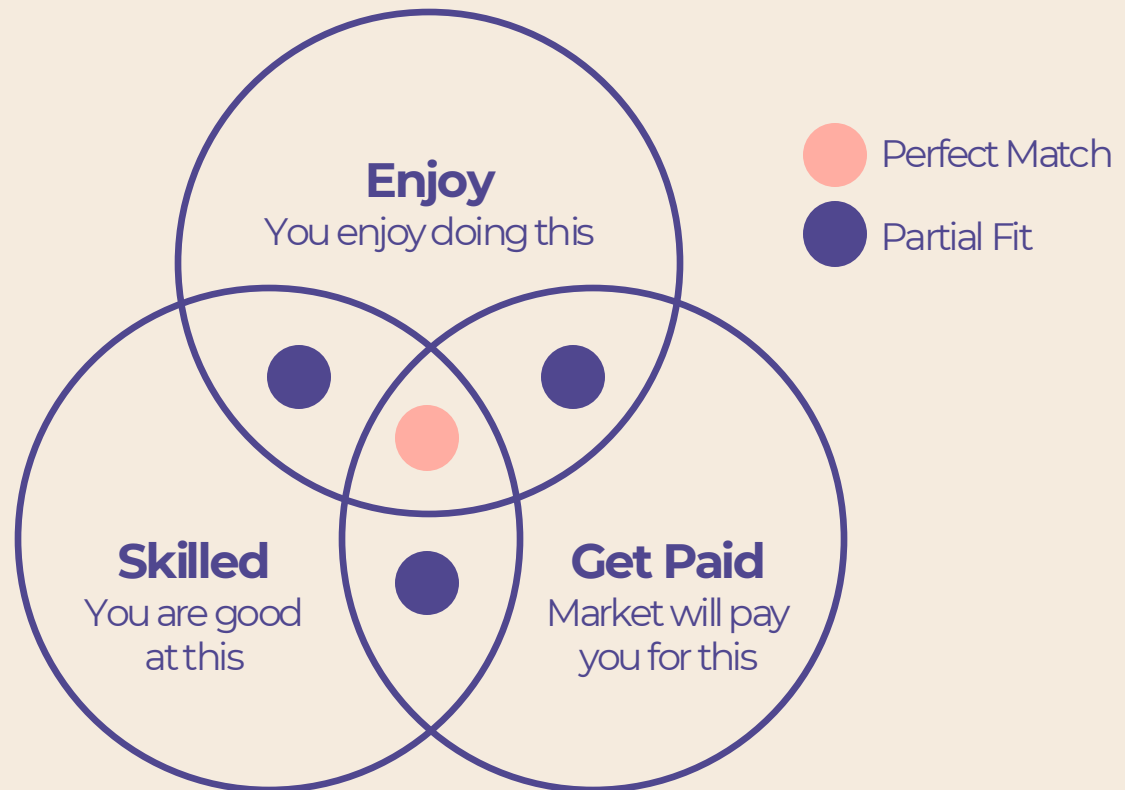 Enjoy
You enjoy doing this
Perfect Match
Partial Fit
Skilled
You are good
at this
Get Paid
Market will pay
you for this